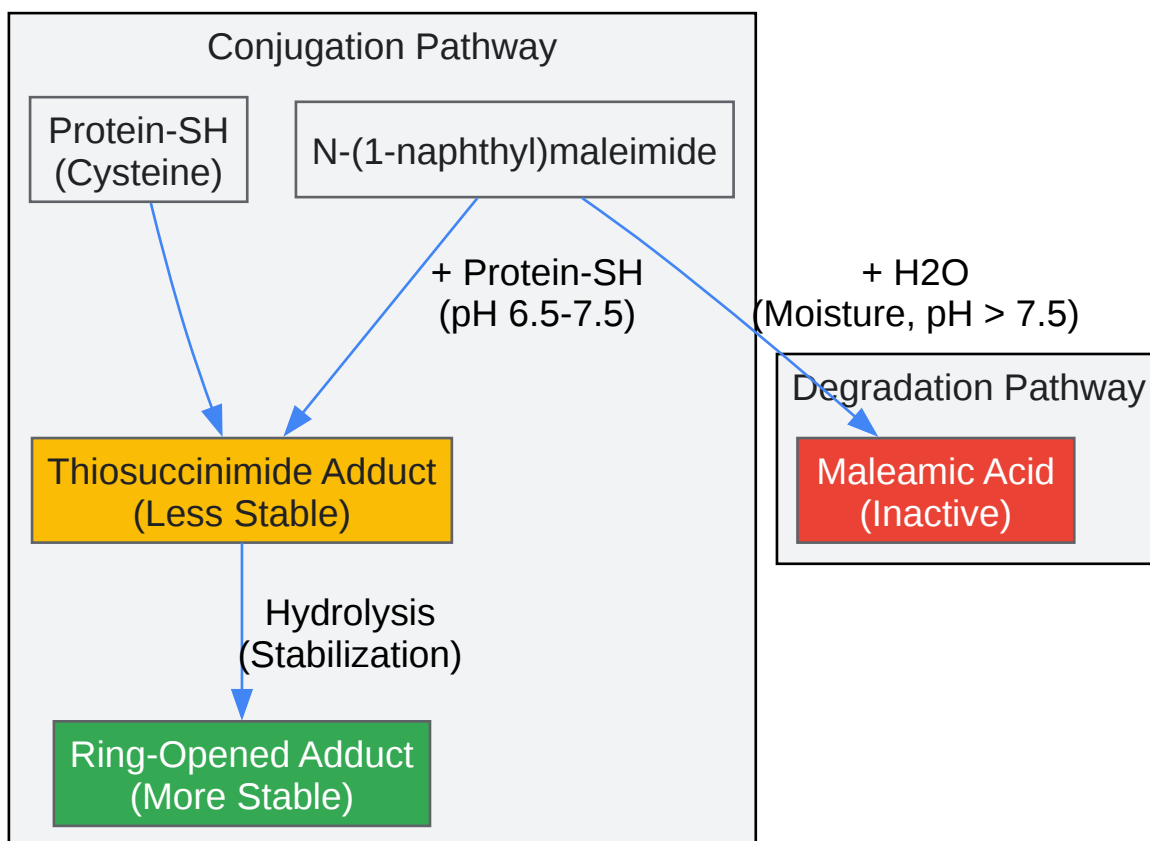 Conjugation Pathway
Protein-SH
(Cysteine)
N-(1-naphthyl)maleimide
+ Protein-SH
(pH 6.5-7.5)
+ H2O
(Moisture, pH > 7.5)
Degradation Pathway
Thiosuccinimide Adduct
(Less Stable)
Maleamic Acid
(Inactive)
Hydrolysis
(Stabilization)
Ring-Opened Adduct
(More Stable)